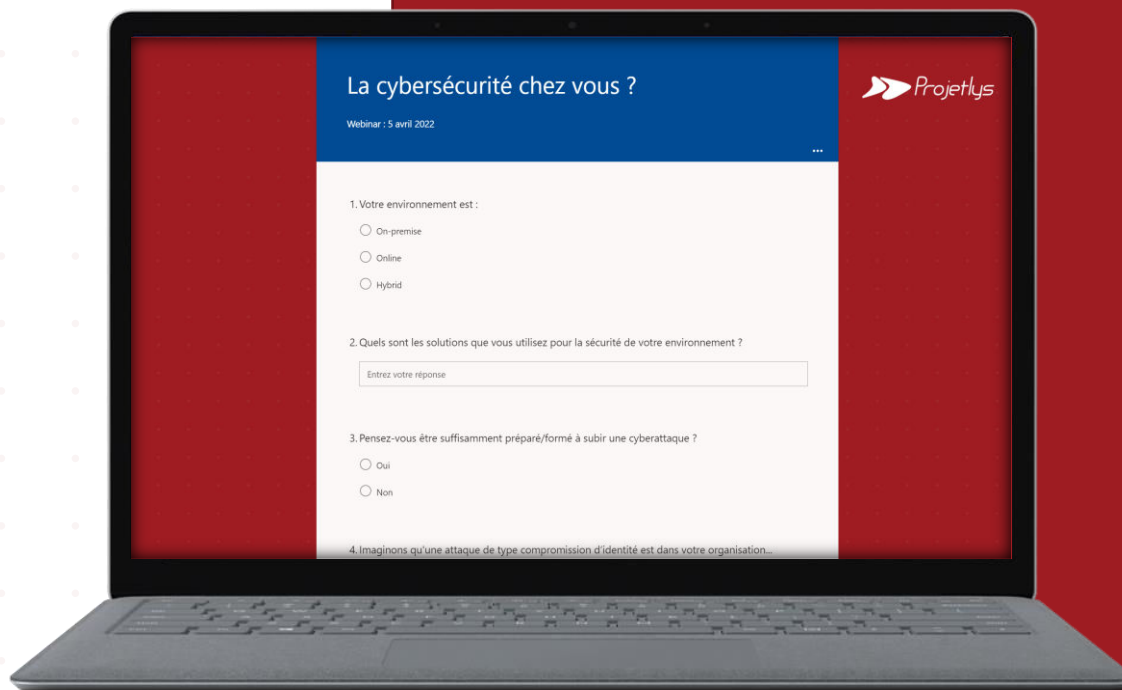 La cybersécurité chez vous ?
Projetlys
Webinar : 5 avril 2022
...
1. Votre environnement est :
On-premise
Online
Hybrid
2. Quels sont les solutions que vous utilisez pour la sécurité de votre environnement ?
Entrez votre réponse
3. Pensez-vous être suffisamment préparé/formé à subir une cyberattaque ?
Oui
Non
4. Imaginons qu'une attaque de type compromission d'identité est dans votre organisation...